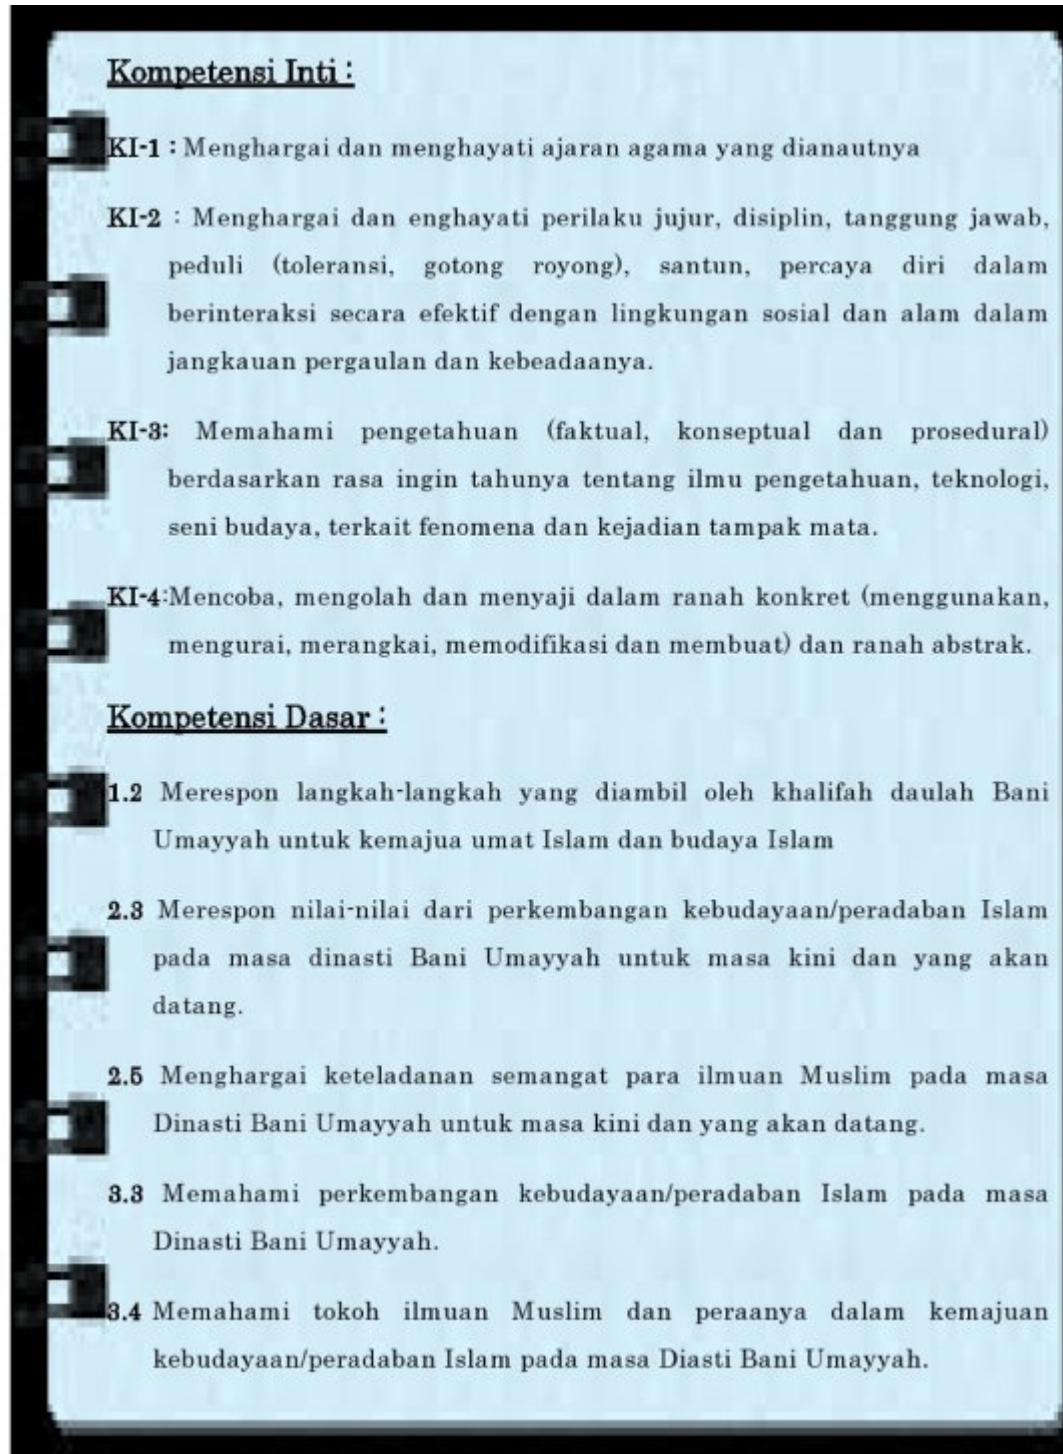 Kompetensi Inti :
KI-1 : Menghargai dan menghayati ajaran agama yang dianautnya
KI-2 : Menghargai dan enghayati perilaku jujur, disiplin, tanggung jawab,
peduli (toleransi, gotong royong), santun, percaya diri dalam
berinteraksi secara efektif dengan lingkungan sosial dan alam dalam
jangkauan pergaulan dan kebeadaanya.
KI-3: Memahami pengetahuan (faktual, konseptual dan prosedural)
berdasarkan rasa ingin tahunya tentang ilmu pengetahuan, teknologi,
seni budaya, terkait fenomena dan kejadian tampak mata.
KI-4:Mencoba, mengolah dan menyaji dalam ranah konkret (menggunakan,
mengurai, merangkai, memodifikasi dan membuat) dan ranah abstrak.
Kompetensi Dasar :
1.2 Merespon langkah-langkah yang diambil oleh khalifah daulah Bani
Umayyah untuk kemajua umat Islam dan budaya Islam
2.3 Merespon nilai-nilai dari perkembangan kebudayaan/peradaban Islam
pada masa dinasti Bani Umayyah untuk masa kini dan yang akan
datang.
2.5 Menghargai keteladanan semangat para ilmuan Muslim pada masa
Dinasti Bani Umayyah untuk masa kini dan yang akan datang.
3.3 Memahami perkembangan kebudayaan/peradaban Islam pada masa
Dinasti Bani Umayyah.
3.4 Memahami tokoh ilmuan Muslim dan peraanya dalam kemajuan
kebudayaan/peradaban Islam pada masa Diasti Bani Umayyah.